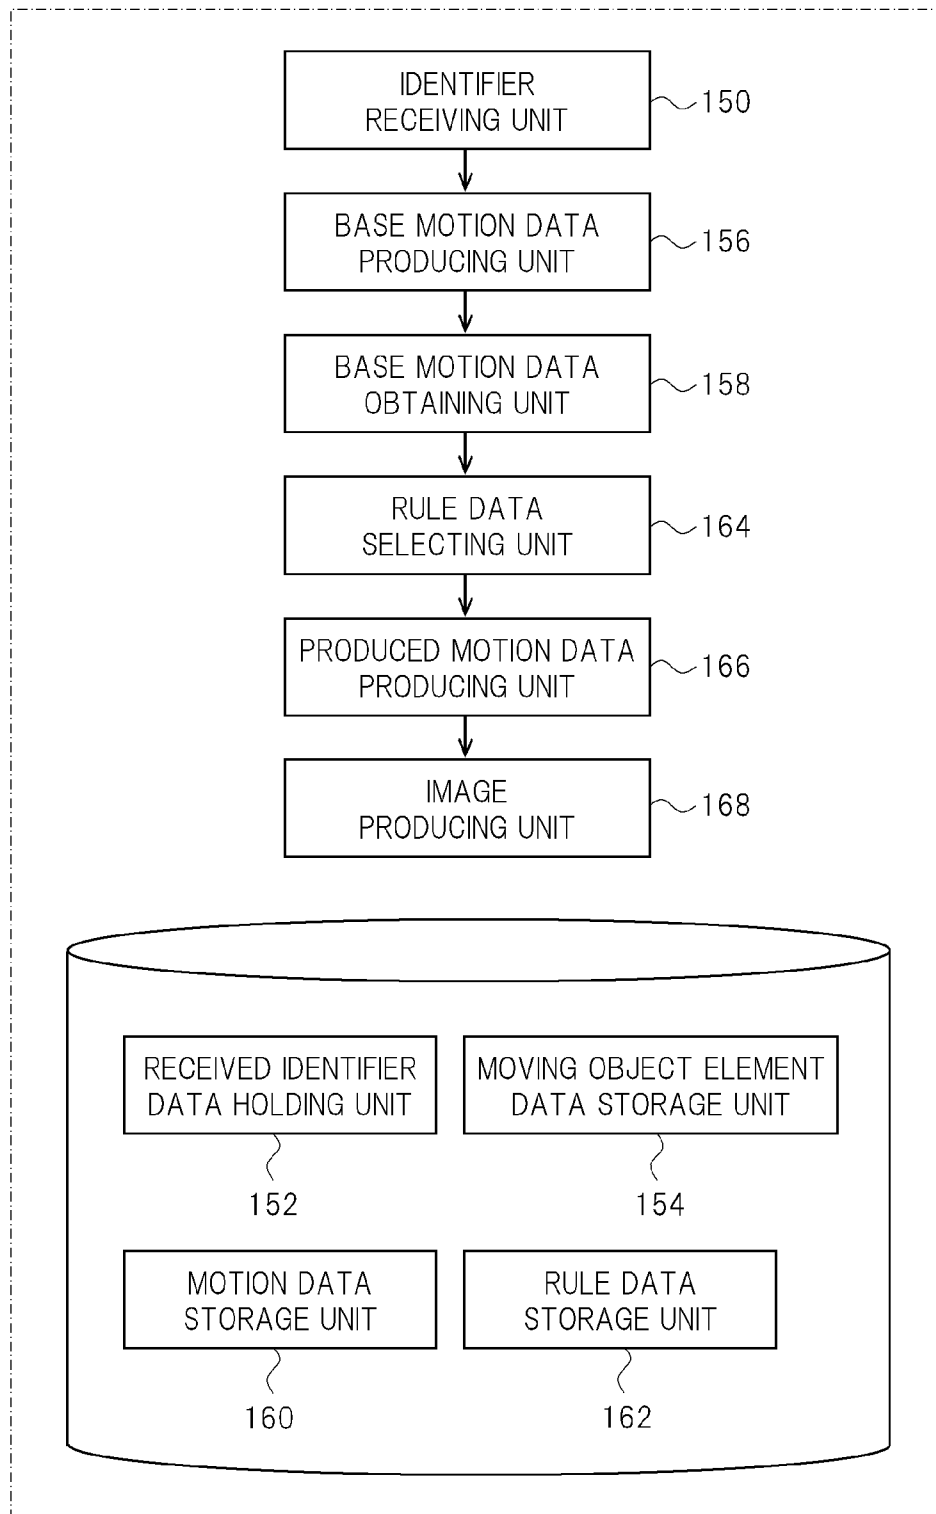 IDENTIFIER
RECEIVING UNIT
150
BASE MOTION DATA
PRODUCING UNIT
156
BASE MOTION DATA
OBTAINING UNIT
158
RULE DATA
SELECTING UNIT
164
PRODUCED MOTION DATA
PRODUCING UNIT
166
IMAGE
PRODUCING UNIT
168
RECEIVED IDENTIFIER
DATA HOLDING UNIT
152
MOVING OBJECT ELEMENT
DATA STORAGE UNIT
154
MOTION DATA
STORAGE UNIT
160
RULE DATA
STORAGE UNIT
162